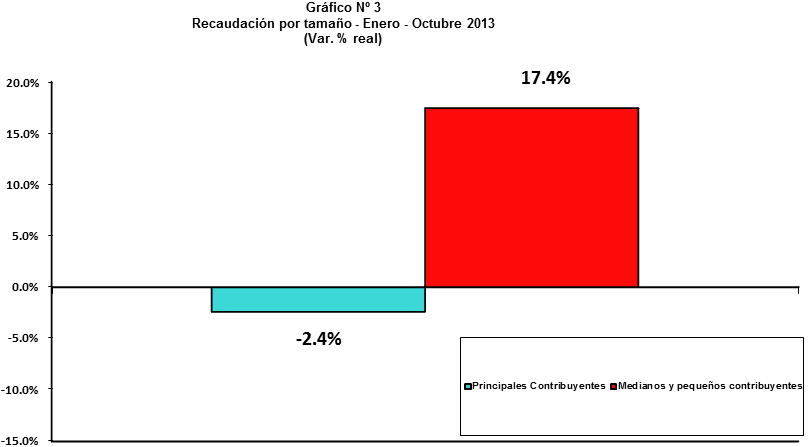 Gráfico Nº 3
Recaudación por tamaño - Enero - Octubre 2013
(Var. % real)
17.4%
20.0%
15.0%
10.0%
5.0%
0.0%
-2.4%
-5.0%
Principales Contribuyentes Medianos y pequeños contribuyentes
-10.0%
-15.0%